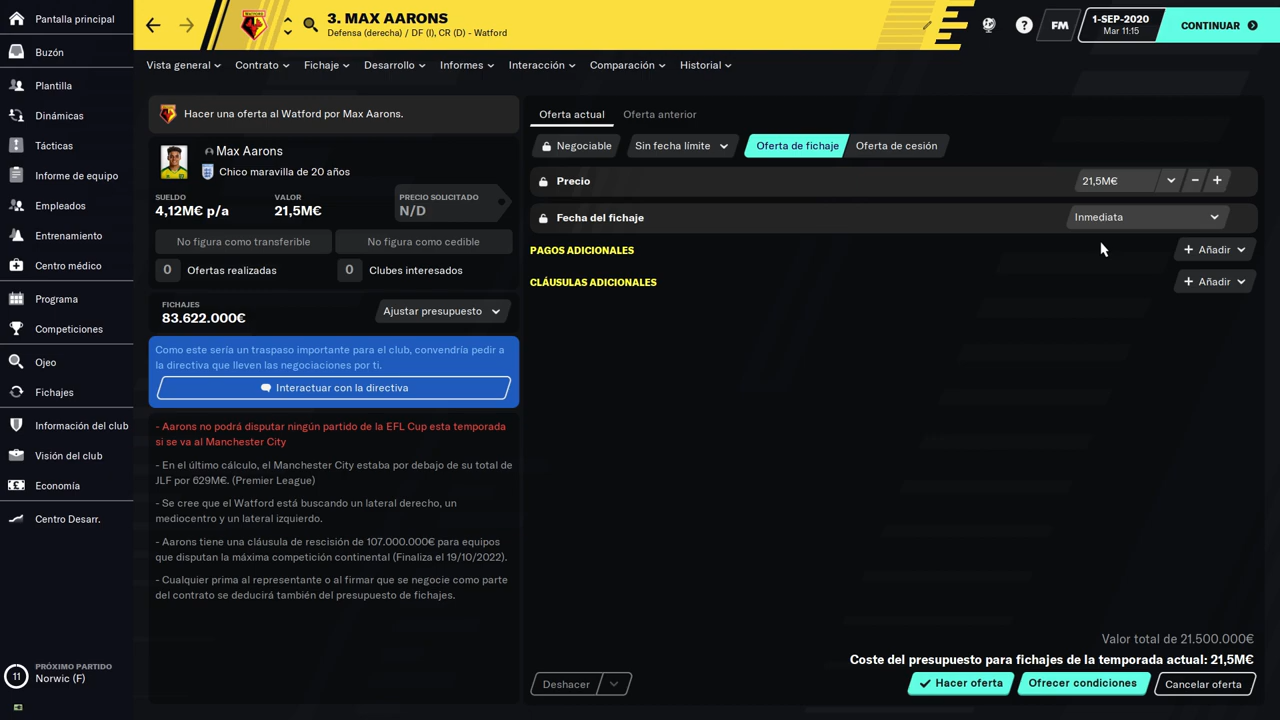 3. MAX AARONS
Defensa (derecha) / DF (I), CR (D) - Watford
WATFORD
?
FM
1-SEP-2020
Mar 11:15
CONTINUAR
Pantalla principal
Buzón
Plantilla
Dinámicas
Tácticas
Informe de equipo
Empleados
Entrenamiento
Centro médico
Programa
Competiciones
Ojeo
Fichajes
Información del club
Visión del club
Economía
Centro Desarr.
11
PRÓXIMO PARTIDO
Norwic (F)
Vista general
Contrato
Fichaje
Desarrollo
Informes
Interacción
Comparación
Historial
Hacer una oferta al Watford por Max Aarons.
Max Aarons
Chico maravilla de 20 años
SUELDO
4,12M€ p/a
VALOR
21,5M€
PRECIO SOLICITADO
N/D
No figura como transferible
No figura como cedible
0 Ofertas realizadas
0 Clubes interesados
FICHAJES
83.622.000€
Ajustar presupuesto
Como este sería un traspaso importante para el club, convendría pedir a
la directiva que lleven las negociaciones por ti.
Interactuar con la directiva
- Aarons no podrá disputar ningún partido de la EFL Cup esta temporada
si se va al Manchester City
- En el último cálculo, el Manchester City estaba por debajo de su total de
JLF por 629M€. (Premier League)
- Se cree que el Watford está buscando un lateral derecho, un
mediocentro y un lateral izquierdo.
- Aarons tiene una cláusula de rescisión de 107.000.000€ para equipos
que disputan la máxima competición continental (Finaliza el 19/10/2022).
- Cualquier prima al representante o al firmar que se negocie como parte
del contrato se deducirá también del presupuesto de fichajes.
Oferta actual
Oferta anterior
Negociable
Sin fecha límite
Oferta de fichaje
Oferta de cesión
Precio
21,5M€
Fecha del fichaje
Inmediata
PAGOS ADICIONALES
+ Añadir
CLÁUSULAS ADICIONALES
+ Añadir
Valor total de 21.500.000€
Coste del presupuesto para fichajes de la temporada actual: 21,5M€
Deshacer
Hacer oferta
Ofrecer condiciones
Cancelar oferta